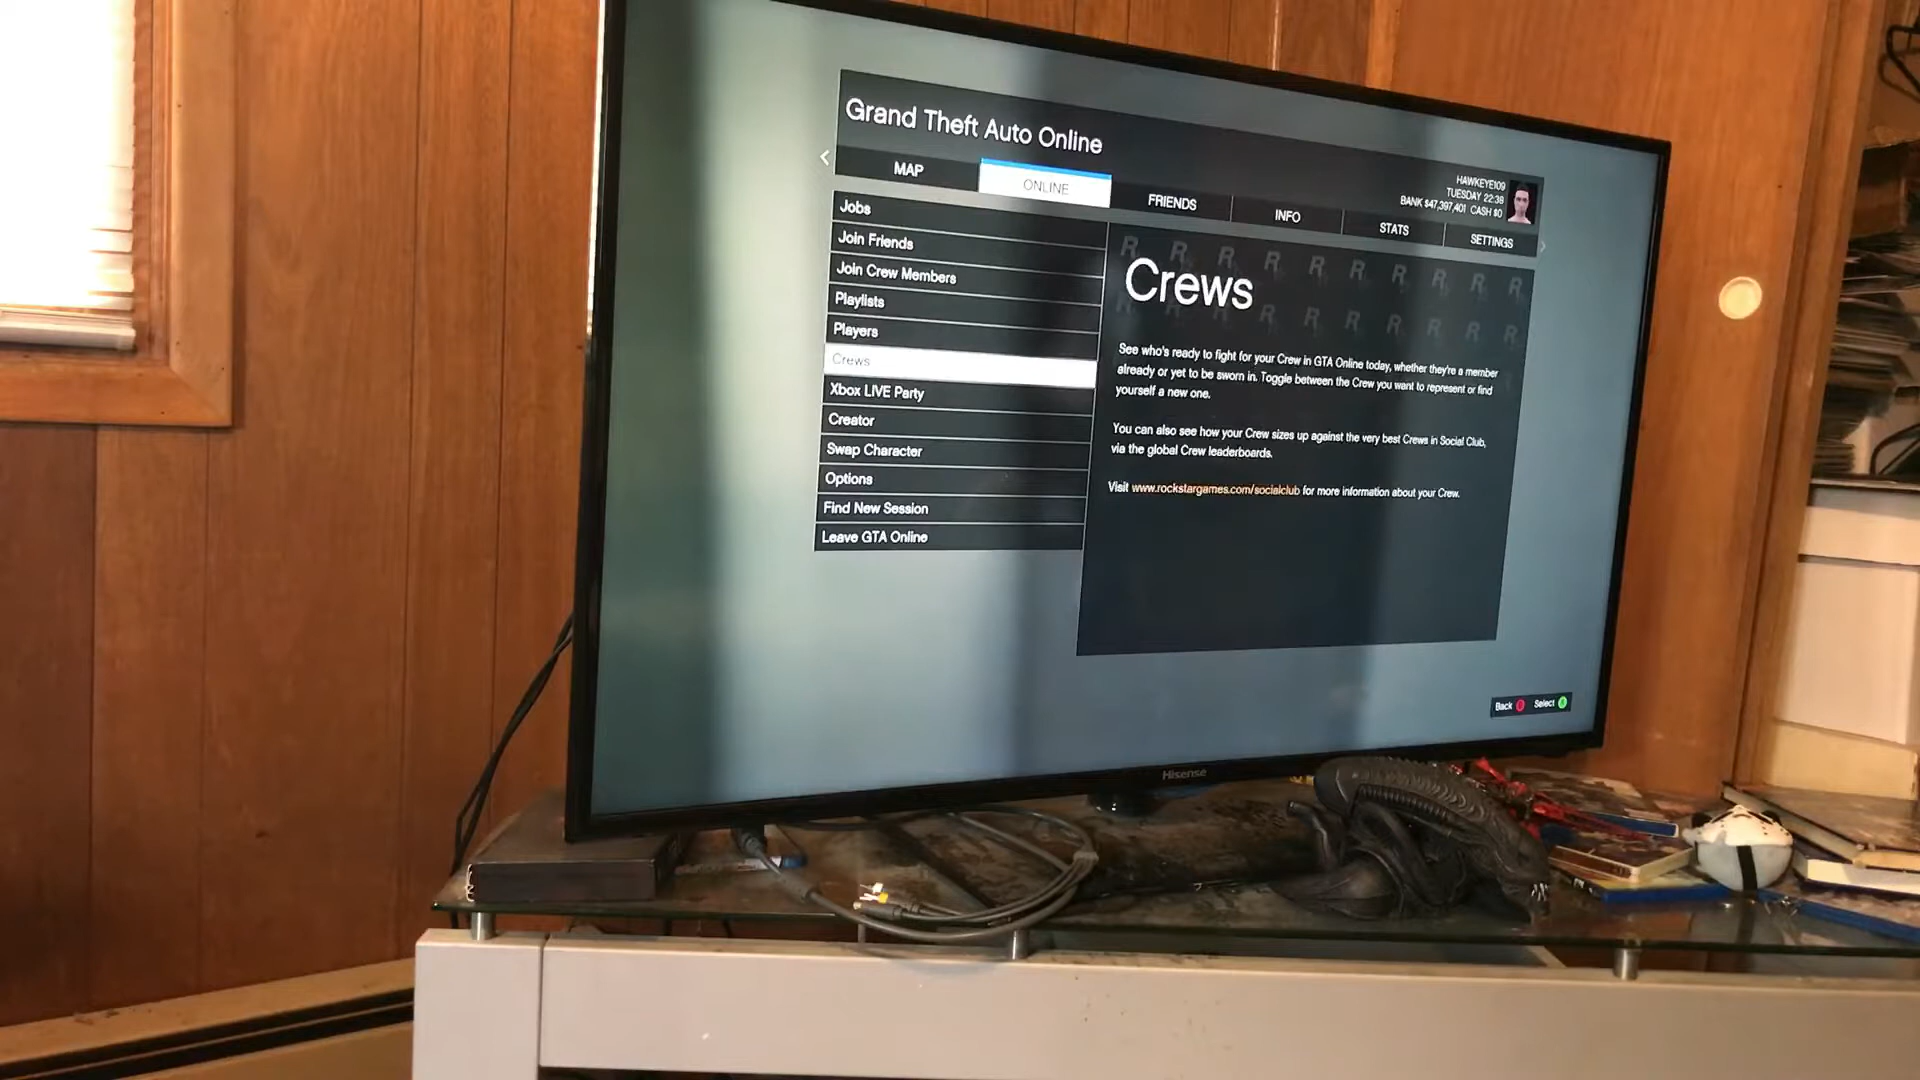 Grand Theft Auto Online
HAWKEYE109
TUESDAY 22:38
BANK $47,397,401 CASH $0
MAP
ONLINE
FRIENDS
INFO
STATS
SETTINGS
Jobs
Join Friends
Join Crew Members
Playlists
Players
Crews
Xbox LIVE Party
Creator
Swap Character
Options
Find New Session
Leave GTA Online
Crews
See who's ready to fight for your Crew in GTA Online today, whether they're a member
already or yet to be sworn in. Toggle between the Crew you want to represent or find
yourself a new one.
You can also see how your Crew sizes up against the very best Crews in Social Club,
via the global Crew leaderboards.
Visit www.rockstargames.com/socialclub for more information about your Crew.
Back Select
Hisense